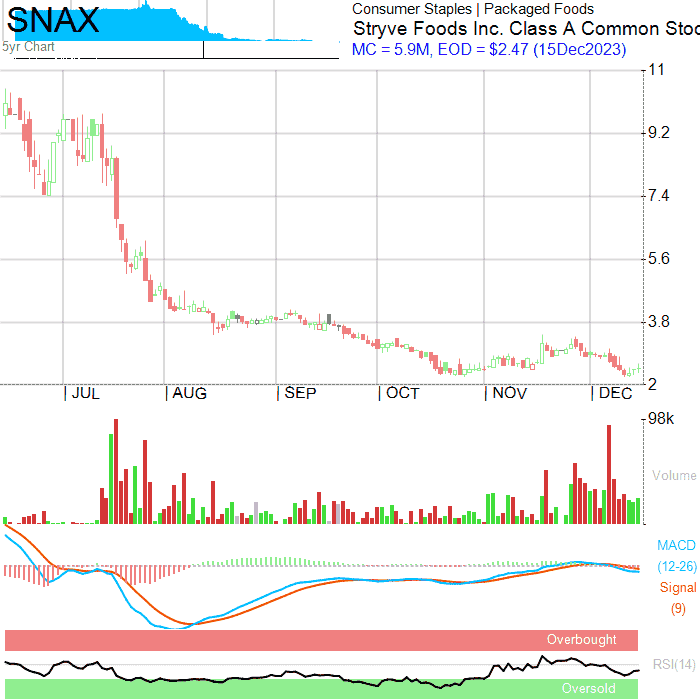 SNAX
Consumer Staples | Packaged Foods
Stryve Foods Inc. Class A Common Stoc
5yr Chart
MC = 5.9M, EOD = $2.47 (15Dec2023)
11
9.2
7.4
5.6
3.8
2
| JUL | AUG | SEP | OCT | NOV | DEC
98k
Volume
MACD
(12-26)
Signal
(9)
Overbought
RSI(14)
Oversold